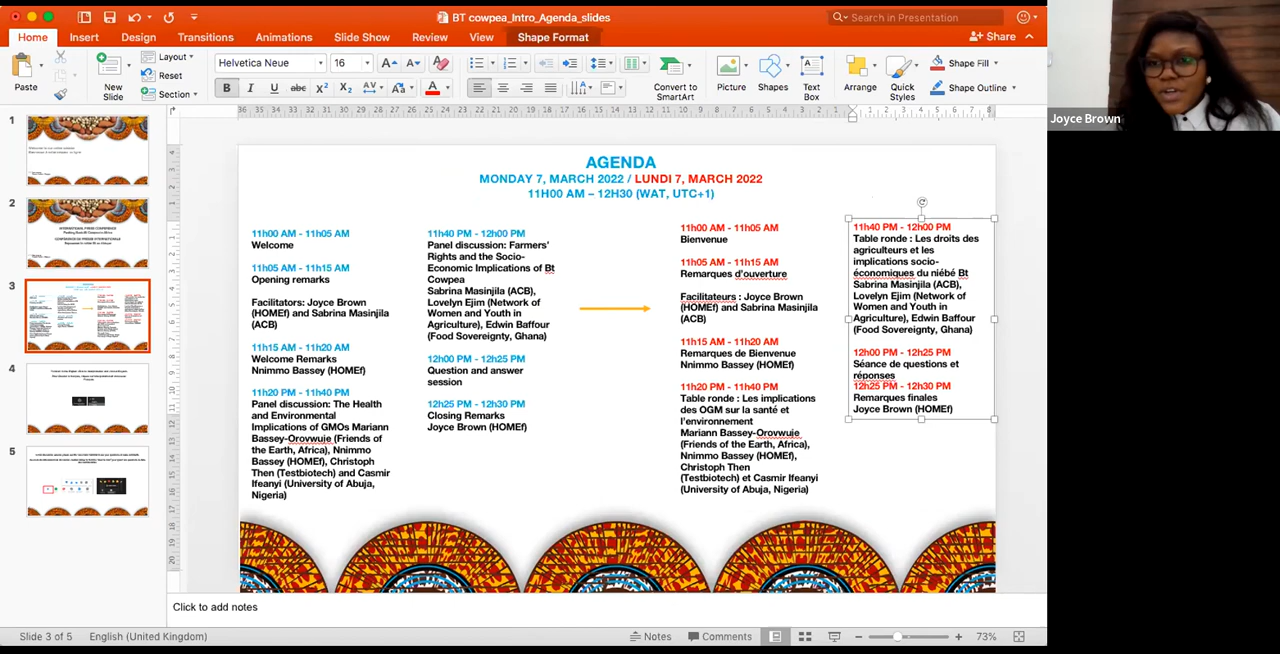 BT cowpea_Intro_Agenda_slides
Search in Presentation
Home Insert Design Transitions Animations Slide Show Review View Shape Format
Share
Paste
New
Slide
Layout
Reset
Section
Helvetica Neue
16
Convert to
SmartArt
Picture
Shapes
Text
Box
Arrange
Quick
Styles
Shape Fill
Shape Outline
Joyce Brown
1
2
3
4
5
AGENDA
MONDAY 7, MARCH 2022 / LUNDI 7, MARCH 2022
11H00 AM – 12H30 (WAT, UTC+1)
11h00 AM - 11h05 AM
Welcome
11h05 AM - 11h15 AM
Opening remarks
Facilitators: Joyce Brown
(HOMEf) and Sabrina Masinjila
(ACB)
11h15 AM - 11h20 AM
Welcome Remarks
Nnimmo Bassey (HOMEf)
11h20 PM - 11h40 PM
Panel discussion: The Health
and Environmental
Implications of GMOs Mariann
Bassey-Orovwuje (Friends of
the Earth, Africa), Nnimmo
Bassey (HOMEf), Christoph
Then (Testbiotech) and Casmir
Ifeanyi (University of Abuja,
Nigeria)
11h40 PM - 12h00 PM
Panel discussion: Farmers’
Rights and the Socio-
Economic Implications of Bt
Cowpea
Sabrina Masinjila (ACB),
Lovelyn Ejim (Network of
Women and Youth in
Agriculture), Edwin Baffour
(Food Sovereignty, Ghana)
12h00 PM - 12h25 PM
Question and answer
session
12h25 PM - 12h30 PM
Closing Remarks
Joyce Brown (HOMEf)
11h00 AM - 11h05 AM
Bienvenue
11h05 AM - 11h15 AM
Remarques d’ouverture
Facilitateurs : Joyce Brown
(HOMEf) and Sabrina Masinjila
(ACB)
11h15 AM - 11h20 AM
Remarques de Bienvenue
Nnimmo Bassey (HOMEf)
11h20 PM - 11h40 PM
Table ronde : Les implications
des OGM sur la santé et
l’environnement
Mariann Bassey-Orovwuje
(Friends of the Earth, Africa),
Nnimmo Bassey (HOMEf),
Christoph Then
(Testbiotech) et Casmir Ifeanyi
(University of Abuja, Nigeria)
11h40 PM - 12h00 PM
Table ronde : Les droits des
agriculteurs et les
implications socio-
économiques du niébé Bt
Sabrina Masinjila (ACB),
Lovelyn Ejim (Network of
Women and Youth in
Agriculture), Edwin Baffour
(Food Sovereignty, Ghana)
12h00 PM - 12h25 PM
Séance de questions et
réponses
12h25 PM - 12h30 PM
Remarques finales
Joyce Brown (HOMEf)
Click to add notes
Slide 3 of 5 English (United Kingdom) Notes Comments 73%